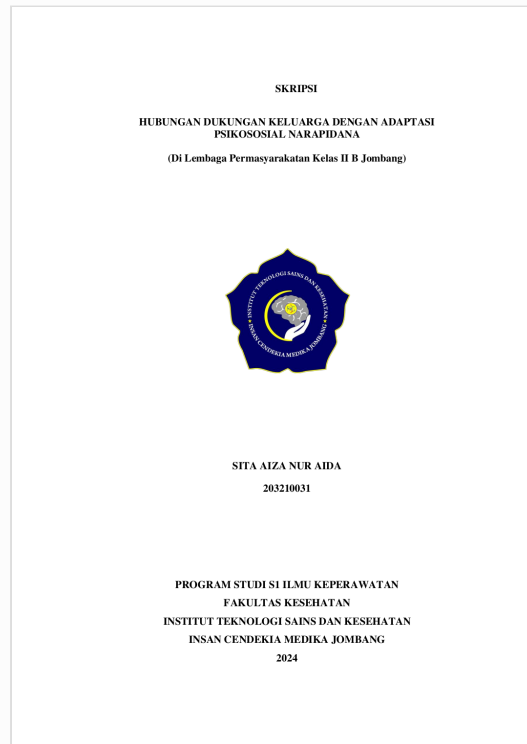 SKRIPSI
HUBUNGAN DUKUNGAN KELUARGA DENGAN ADAPTASI
PSIKOSOSIAL NARAPIDANA
(Di Lembaga Permasyarakatan Kelas II B Jombang)
INSTITUT TEKNOLOGI SAINS DAN KESEHATAN
INSAN CENDEKIA MEDIKA JOMBANG
SITA AIZA NUR AIDA
203210031
PROGRAM STUDI S1 ILMU KEPERAWATAN
FAKULTAS KESEHATAN
INSTITUT TEKNOLOGI SAINS DAN KESEHATAN
INSAN CENDEKIA MEDIKA JOMBANG
2024